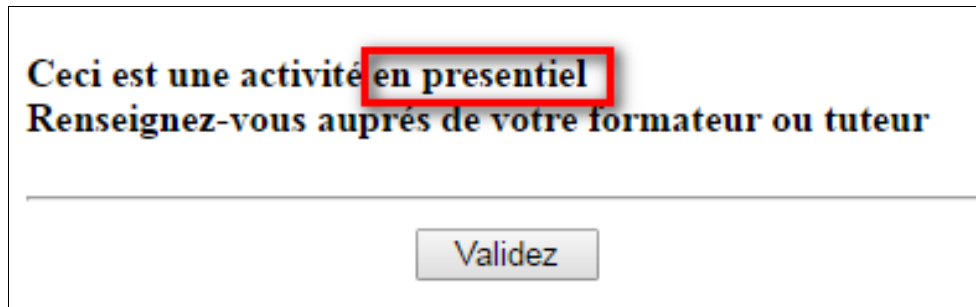 Ceci est une activité en presentiel
Renseignez-vous auprés de votre formateur ou tuteur
Validez